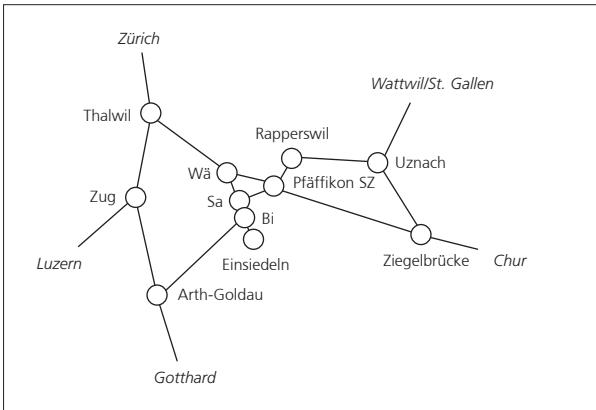 Zürich
Wattwil/St. Gallen
Thalwil
Rapperswil
Uznach
Wä
Pfäffikon SZ
Zug
Sa
Bi
Luzern
Einsiedeln
Ziegelbrücke
Chur
Arth-Goldau
Gotthard